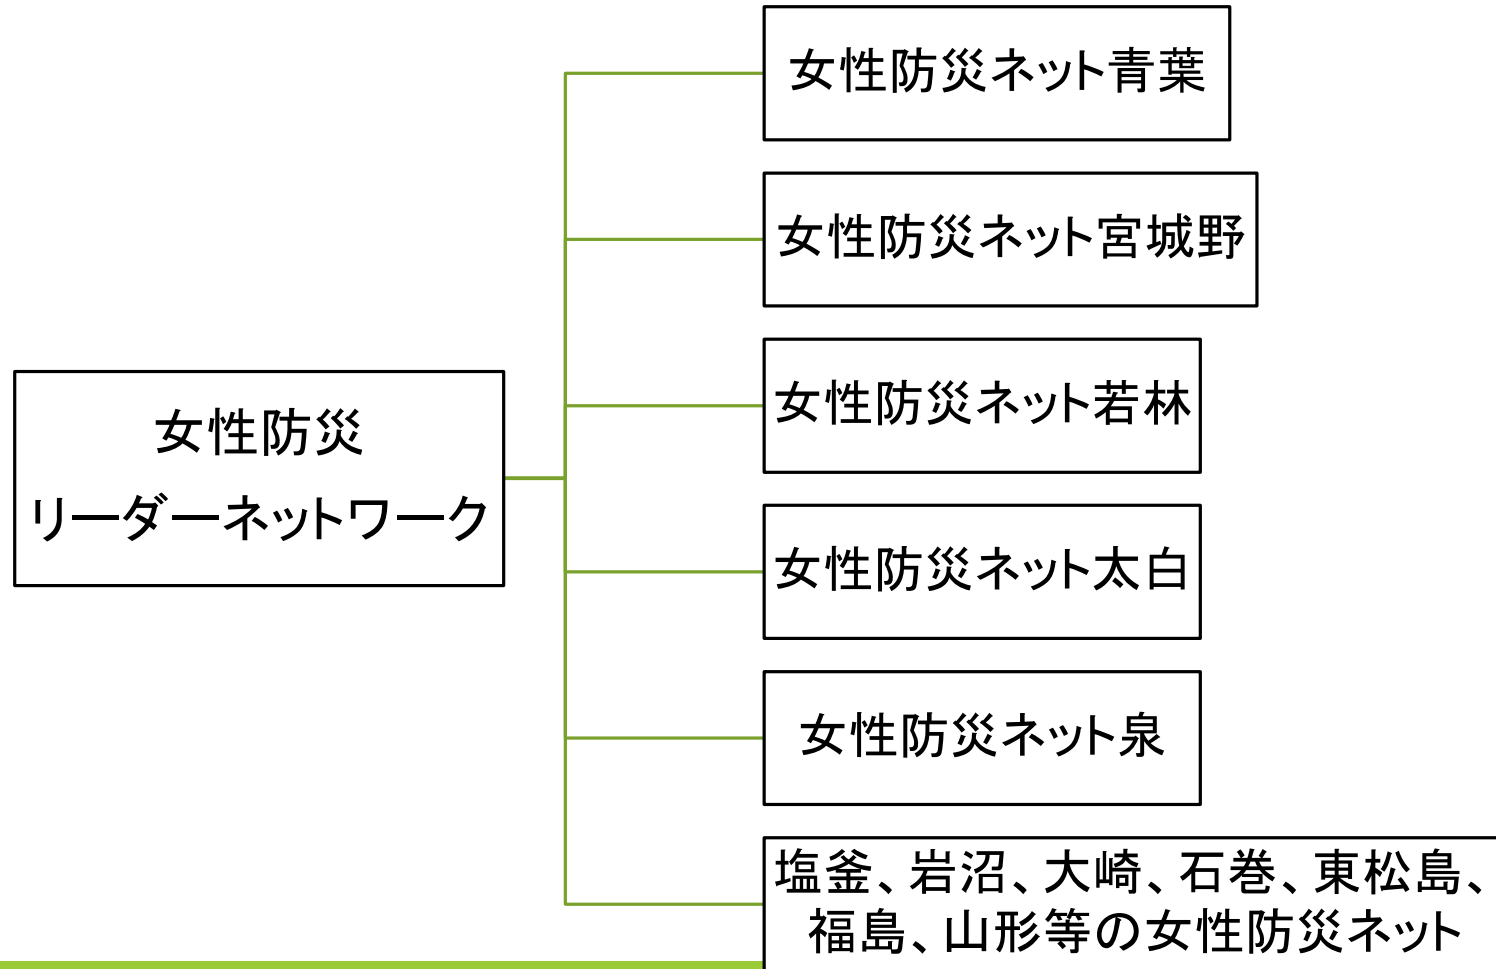 女性防災ネット青葉
女性防災ネット宮城野
女性防災ネット若林
女性防災
リーダーネットワーク
女性防災ネット太白
女性防災ネット泉
塩釜、岩沼、大崎、石巻、東松島、
福島、山形等の女性防災ネット